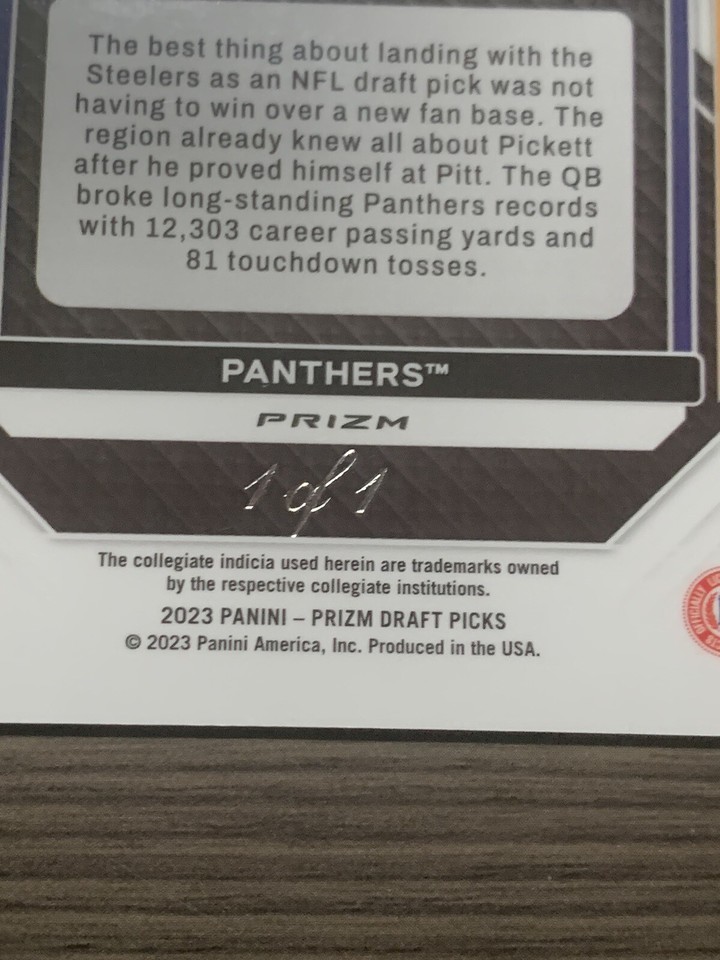 The best thing about landing with the
Steelers as an NFL draft pick was not
having to win over a new fan base. The
region already knew all about Pickett
after he proved himself at Pitt. The QB
broke long-standing Panthers records
with 12,303 career passing yards and
81 touchdown tosses.
PANTHERS™
PRIZM
1 of 1
The collegiate indicia used herein are trademarks owned
by the respective collegiate institutions.
2023 PANINI – PRIZM DRAFT PICKS
© 2023 Panini America, Inc. Produced in the USA.
OFFICIALLY